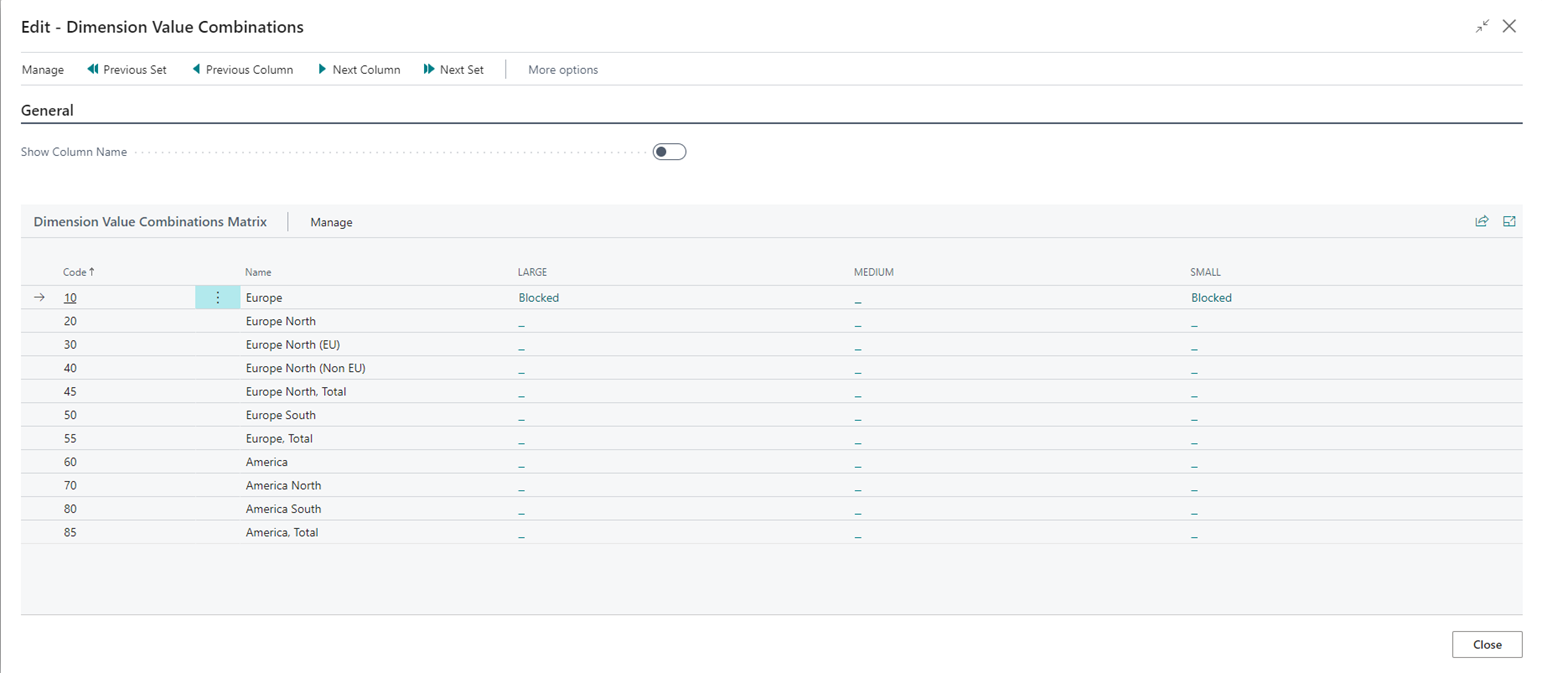 Edit - Dimension Value Combinations
Manage Previous Set Previous Column Next Column Next Set More options
General
Show Column Name
Dimension Value Combinations Matrix Manage
Code ↑ Name LARGE MEDIUM SMALL
10 Europe Blocked _ Blocked
20 Europe North _ _ _
30 Europe North (EU) _ _ _
40 Europe North (Non EU) _ _ _
45 Europe North, Total _ _ _
50 Europe South _ _ _
55 Europe, Total _ _ _
60 America _ _ _
70 America North _ _ _
80 America South _ _ _
85 America, Total _ _ _
Close